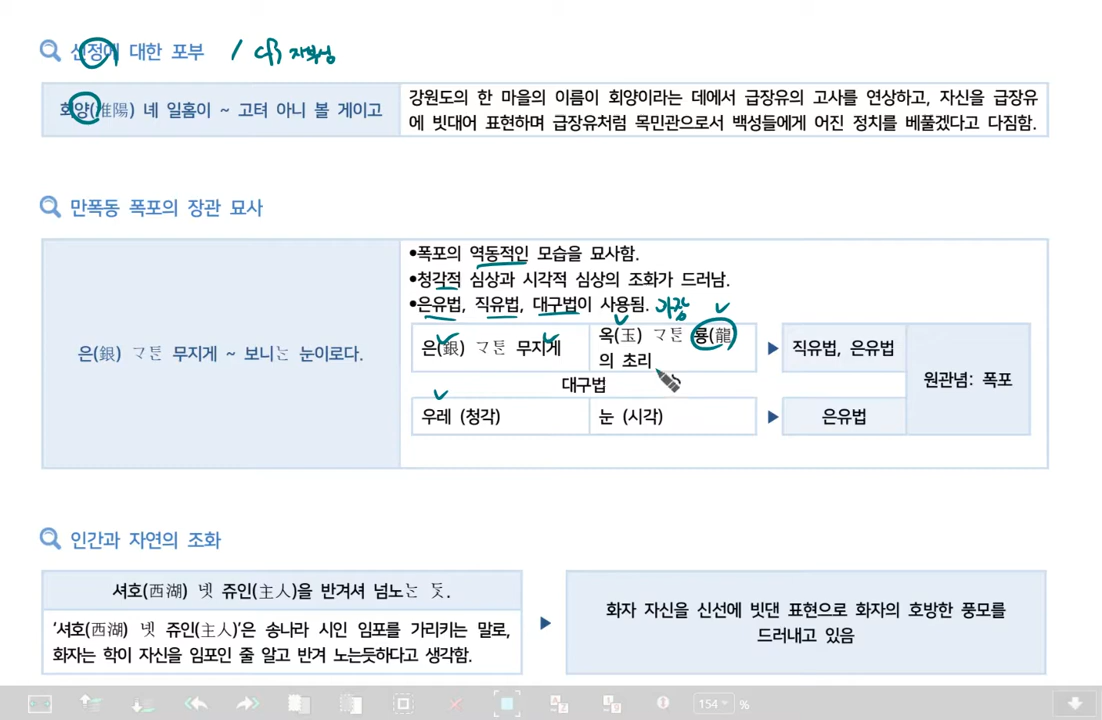 선정에 대한 포부 /
회양(淮陽) 녜 일홈이 ~ 고텨 아니 볼 게이고
강원도의 한 마을의 이름이 회양이라는 데에서 급장유의 고사를 연상하고, 자신을 급장유
에 빗대어 표현하며 급장유처럼 목민관으로서 백성들에게 어진 정치를 베풀겠다고 다짐함.
만폭동 폭포의 장관 묘사
은(銀) ᄀᆞᄐᆞᆫ 무지게 ~ 보니ᄂᆞᆫ 눈이로다.
•폭포의 역동적인 모습을 묘사함.
•청각적 심상과 시각적 심상의 조화가 드러남.
•은유법, 직유법, 대구법이 사용됨.
은(銀) ᄀᆞᄐᆞᆫ 무지게
옥(玉) ᄀᆞᄐᆞᆫ 룡(龍)
의 초리
직유법, 은유법
원관념: 폭포
대구법
우레 (청각)
눈 (시각)
은유법
인간과 자연의 조화
셔호(西湖) 녯 쥬인(主人)을 반겨셔 넘노ᄂᆞᆫ ᄃᆞᆺ.
'셔호(西湖) 녯 쥬인(主人)'은 송나라 시인 임포를 가리키는 말로,
화자는 학이 자신을 임포인 줄 알고 반겨 노는듯하다고 생각함.
화자 자신을 신선에 빗댄 표현으로 화자의 호방한 풍모를
드러내고 있음
154 %